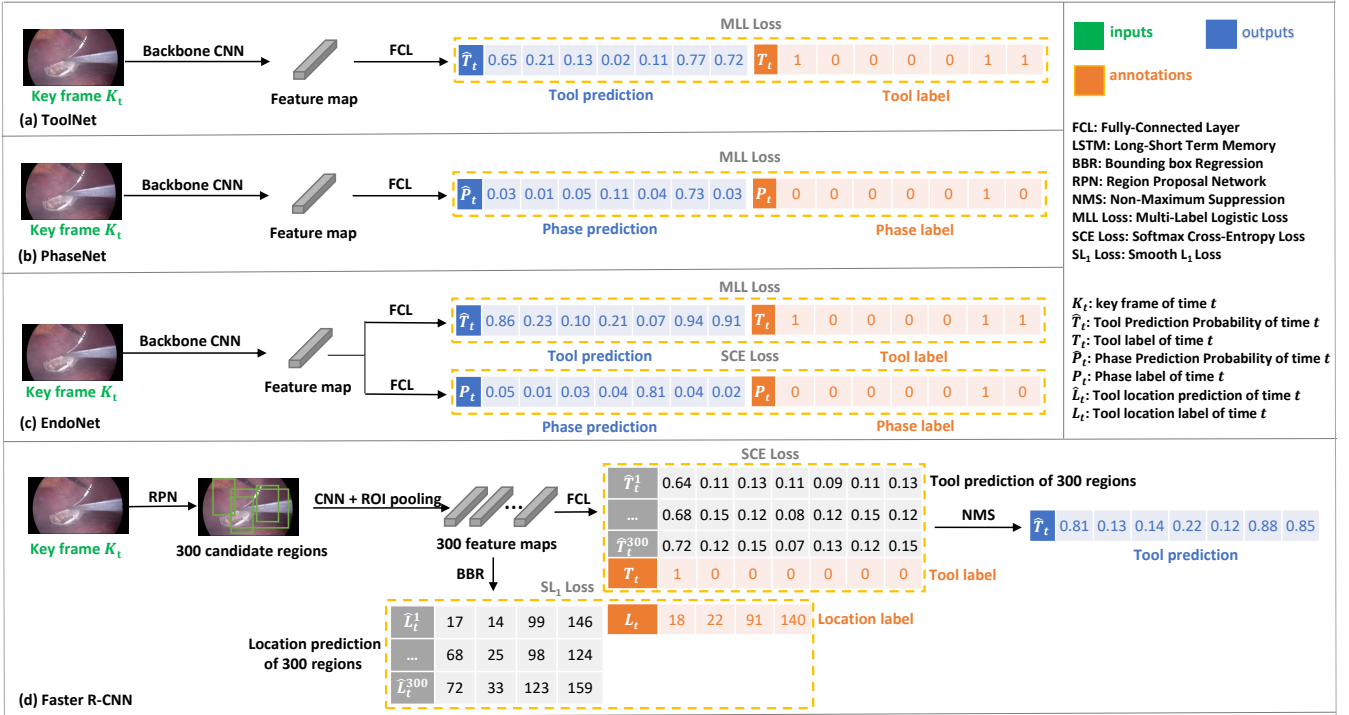 MLL Loss
Backbone CNN
FCL
T̂t 0.65 0.21 0.13 0.02 0.11 0.77 0.72 Tt 1 0 0 0 0 1 1
Key frame Kt
Feature map
Tool prediction
Tool label
(a) ToolNet
MLL Loss
Backbone CNN
FCL
P̂t 0.03 0.01 0.05 0.11 0.04 0.73 0.03 Pt 0 0 0 0 0 1 0
Key frame Kt
Feature map
Phase prediction
Phase label
(b) PhaseNet
MLL Loss
Backbone CNN
FCL
T̂t 0.86 0.23 0.10 0.21 0.07 0.94 0.91 Tt 1 0 0 0 0 1 1
Tool prediction
Tool label
Key frame Kt
Feature map
SCE Loss
FCL
Pt 0.05 0.01 0.03 0.04 0.81 0.04 0.02 Pt 0 0 0 0 0 1 0
Phase prediction
Phase label
(c) EndoNet
SCE Loss
RPN
CNN + ROI pooling
...
FCL
T̂t^1 0.64 0.11 0.13 0.11 0.09 0.11 0.13
... 0.68 0.15 0.12 0.08 0.12 0.15 0.12
T̂t^300 0.72 0.12 0.15 0.07 0.13 0.12 0.15
Tt 1 0 0 0 0 0 0
Tool prediction of 300 regions
Tool label
NMS
T̂t 0.81 0.13 0.14 0.22 0.12 0.88 0.85
Tool prediction
Key frame Kt
300 candidate regions
300 feature maps
BBR
SL1 Loss
L̂t^1 17 14 99 146
... 68 25 98 124
L̂t^300 72 33 123 159
Lt 18 22 91 140
Location label
Location prediction
of 300 regions
(d) Faster R-CNN
inputs
outputs
annotations
FCL: Fully-Connected Layer
LSTM: Long-Short Term Memory
BBR: Bounding box Regression
RPN: Region Proposal Network
NMS: Non-Maximum Suppression
MLL Loss: Multi-Label Logistic Loss
SCE Loss: Softmax Cross-Entropy Loss
SL1 Loss: Smooth L1 Loss
Kt: key frame of time t
T̂t: Tool Prediction Probability of time t
Tt: Tool label of time t
P̂t: Phase Prediction Probability of time t
Pt: Phase label of time t
L̂t: Tool location prediction of time t
Lt: Tool location label of time t